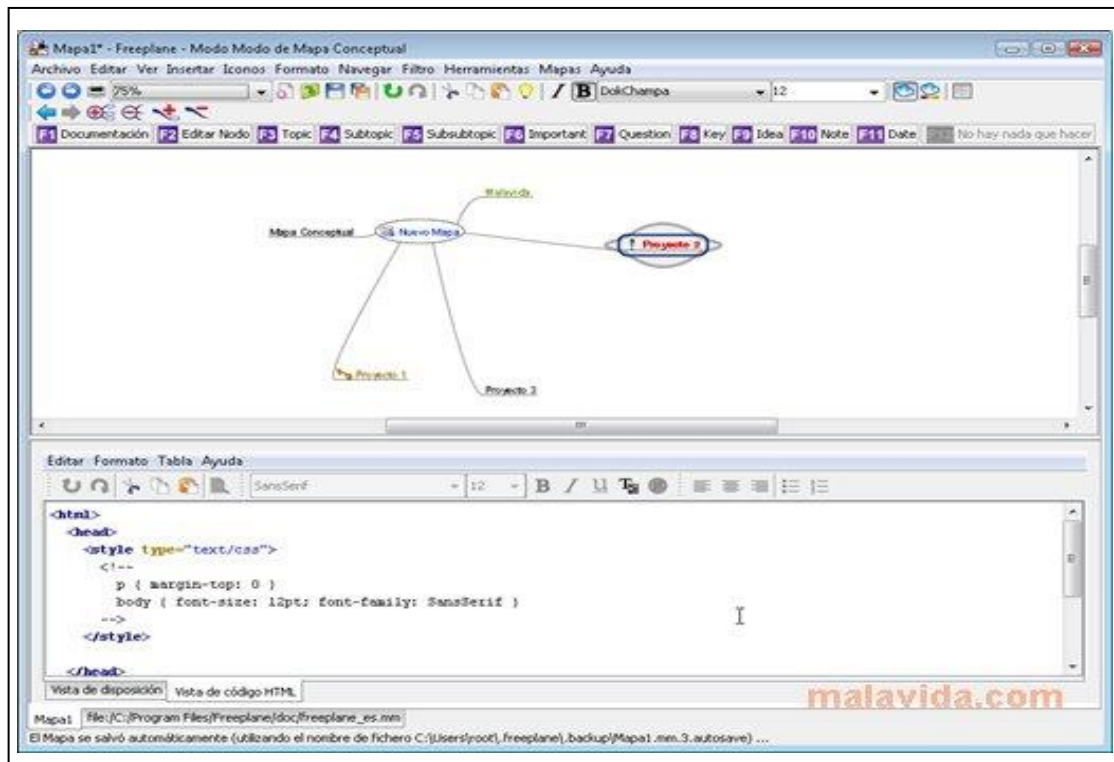 Mapa1* - Freeplane - Modo Modo de Mapa Conceptual
Archivo Editar Ver Insertar Iconos Formato Navegar Filtro Herramientas Mapas Ayuda
75% I B DokChampa 12
F1 Documentación F2 Editar Nodo F3 Topic F4 Subtopic F5 Subsubtopic F6 Important F7 Question F8 Key F9 Idea F10 Note F11 Date No hay nada que hacer
Malavida.
Mapa Conceptual Nuevo Mapa
! Proyecto 2
Proyecto 1
Proyecto 3
Editar Formato Tabla Ayuda
SansSerif 12 B I U
<html>
<head>
<style type="text/css">
<!--
p { margin-top: 0 }
body { font-size: 12pt; font-family: SansSerif }
-->
</style>
</head>
Vista de disposición Vista de código HTML
malavida.com
Mapa1 file:/C:/Program Files/Freeplane/doc/freeplane_es.mm
El Mapa se salvó automáticamente (utilizando el nombre de fichero C:\Users\root\.freeplane\.backup\Mapa1.mm.3.autosave) ...